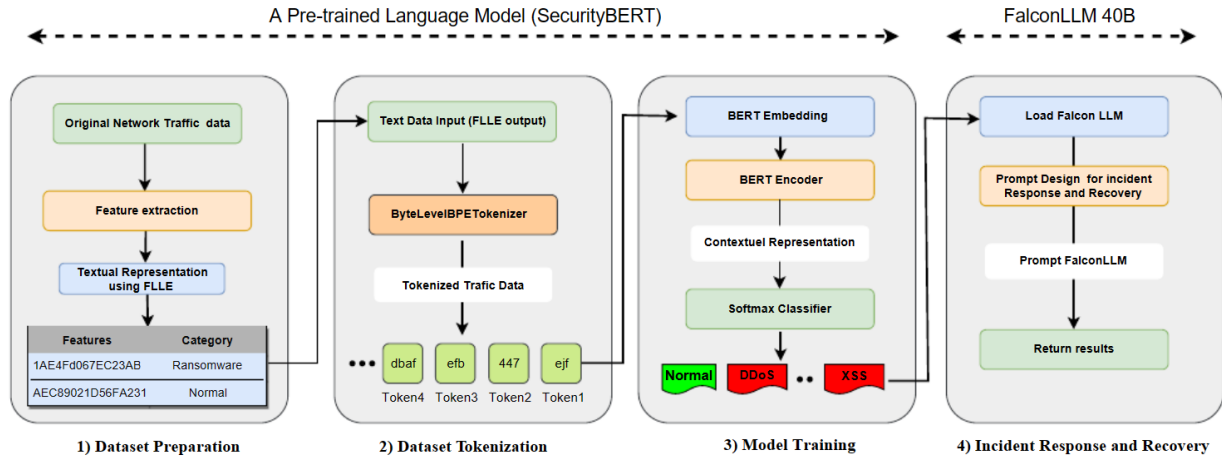 A Pre-trained Language Model (SecurityBERT)
FalconLLM 40B
Original Network Traffic data
Feature extraction
Textual Representation
using FLLE
Features Category
1AE4Fd067EC23AB Ransomware
AEC89021D56FA231 Normal
1) Dataset Preparation
Text Data Input (FLLE output)
ByteLevelBPETokenizer
Tokenized Trafic Data
dbaf efb 447 ejf
Token4 Token3 Token2 Token1
2) Dataset Tokenization
BERT Embedding
BERT Encoder
Contextuel Representation
Softmax Classifier
Normal DDoS XSS
3) Model Training
Load Falcon LLM
Prompt Design for incident
Response and Recovery
Prompt FalconLLM
Return results
4) Incident Response and Recovery